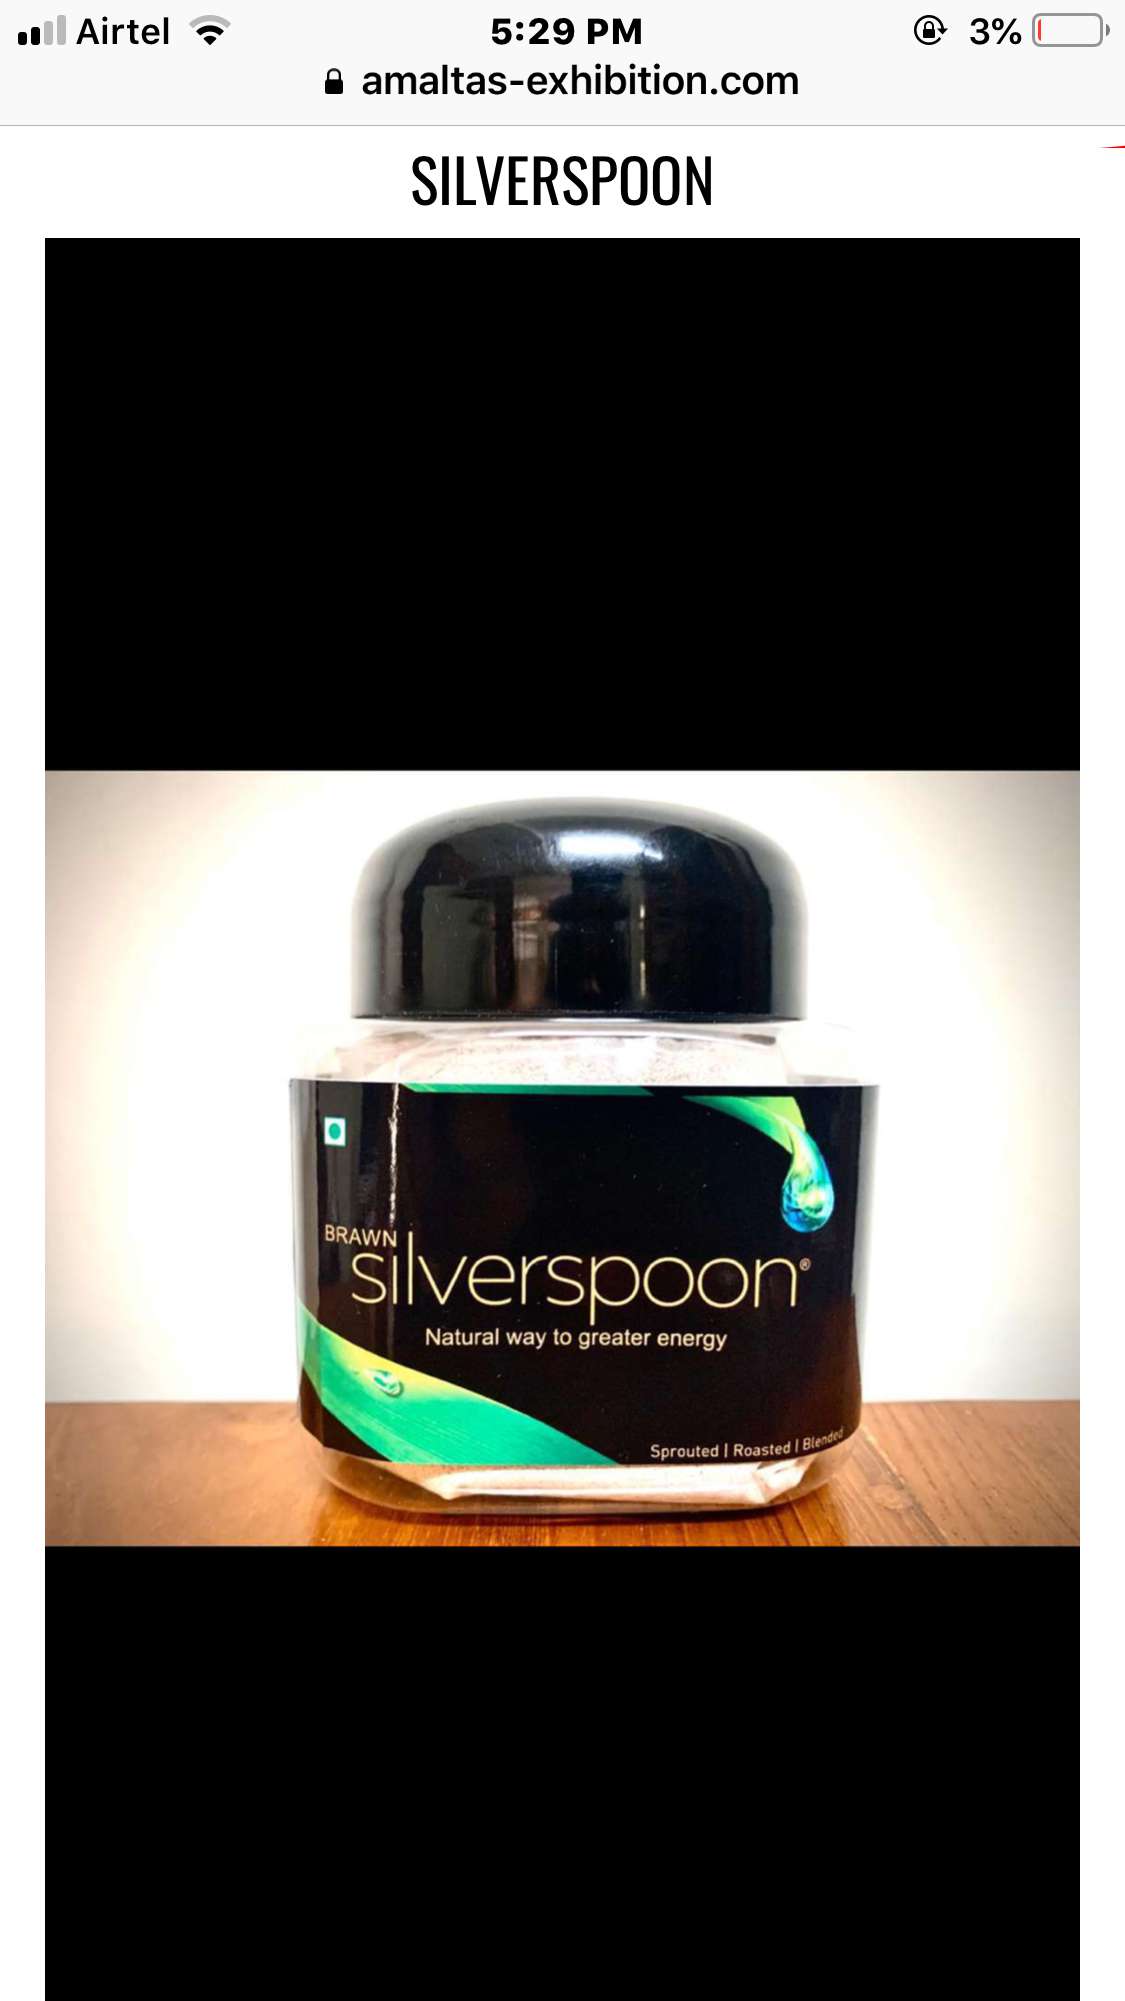 Airtel 5:29 PM 3%
amaltas-exhibition.com
SILVERSPOON
BRAWN
silverspoon®
Natural way to greater energy
Sprouted | Roasted | Blended